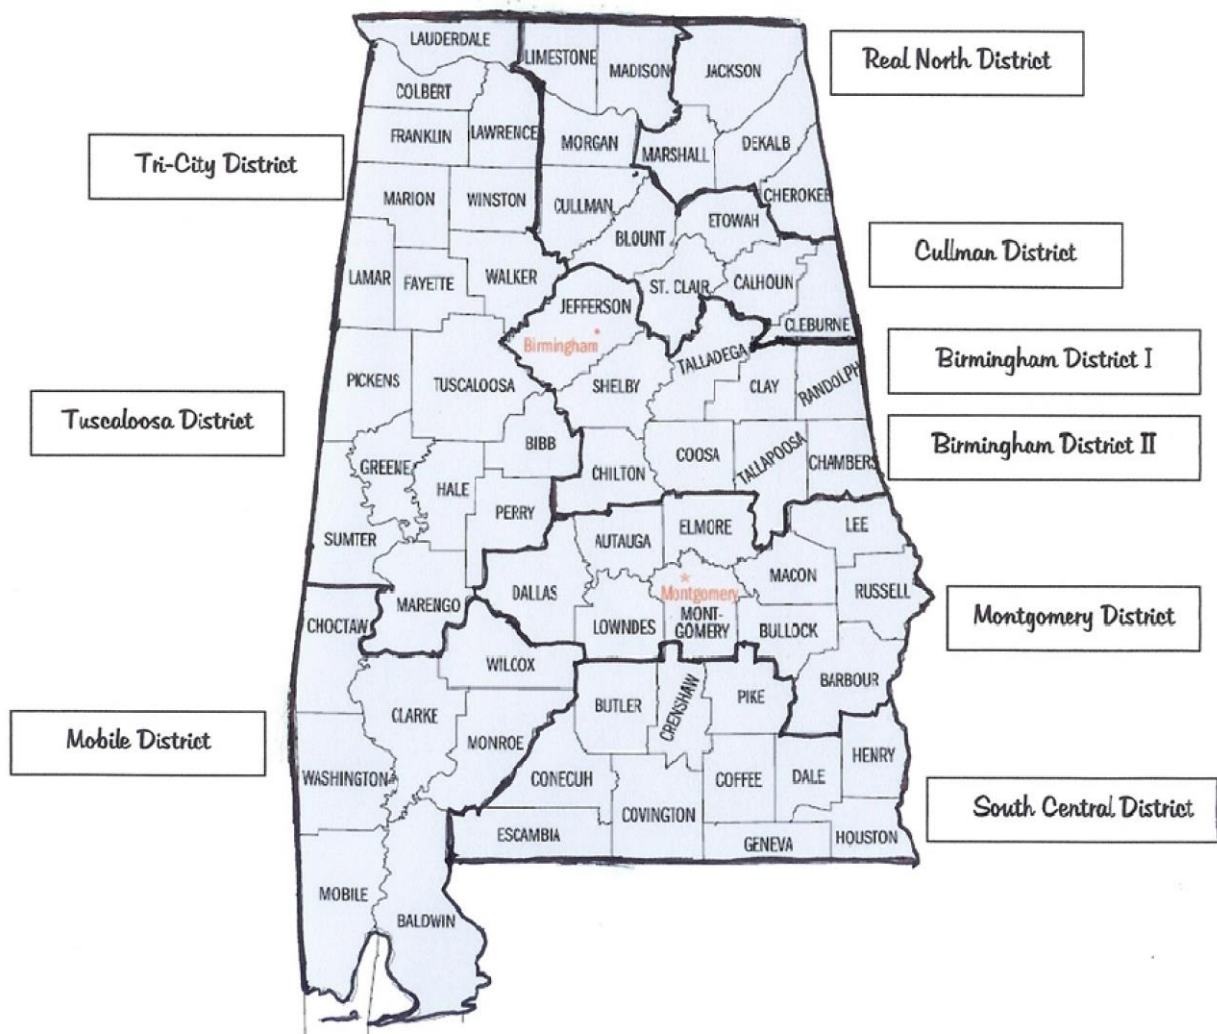 LAUDERDALE
LIMESTONE
MADISON
JACKSON
Real North District
COLBERT
FRANKLIN
LAWRENCE
MORGAN
MARSHALL
DEKALB
Tri-City District
MARION
WINSTON
CULLMAN
CHEROKEE
BLOUNT
ETOWAH
Cullman District
LAMAR
FAYETTE
WALKER
JEFFERSON
ST. CLAIR
CALHOUN
CLEBURNE
*
Birmingham
Birmingham District I
PICKENS
TUSCALOOSA
SHELBY
TALLADEGA
CLAY
RANDOLPH
Tuscaloosa District
BIBB
Birmingham District II
GREENE
HALE
CHILTON
COOSA
TALLAPOOSA
CHAMBERS
PERRY
SUMTER
AUTAUGA
ELMORE
LEE
MACON
RUSSELL
DALLAS
*
Montgomery
MONT-
GOMERY
MARENGO
CHOCTAW
LOWNDES
BULLOCK
Montgomery District
WILCOX
BARBOUR
BUTLER
CRENSHAW
PIKE
CLARKE
MONROE
Mobile District
HENRY
WASHINGTON
CONECUH
COFFEE
DALE
COVINGTON
South Central District
ESCAMBIA
GENEVA
HOUSTON
MOBILE
BALDWIN